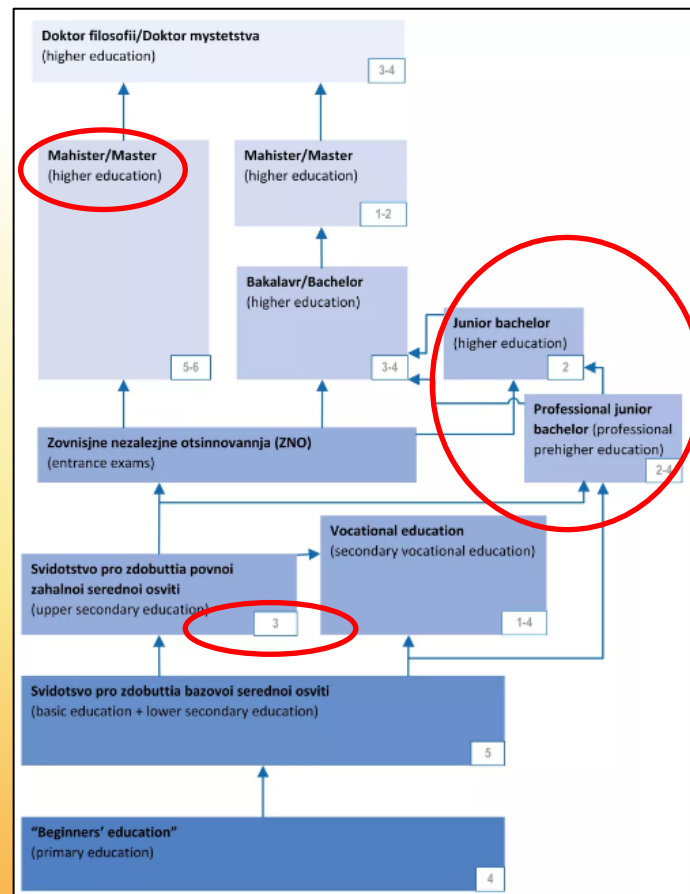 Doktor filosofii/Doktor mystetstva
(higher education)
3-4
Mahister/Master
(higher education)
5-6
Mahister/Master
(higher education)
1-2
Bakalavr/Bachelor
(higher education)
3-4
Junior bachelor
(higher education)
2
Professional junior
bachelor (professional
prehigher education)
2-4
Zovnisjne nezalezjne otsinnovannja (ZNO)
(entrance exams)
Vocational education
(secondary vocational education)
1-4
Svidotstvo pro zdobuttia povnoi
zahalnoi serednoi osviti
(upper secondary education)
3
Svidotsvo pro zdobuttia bazovoi serednoi osviti
(basic education + lower secondary education)
5
“Beginners’ education”
(primary education)
4